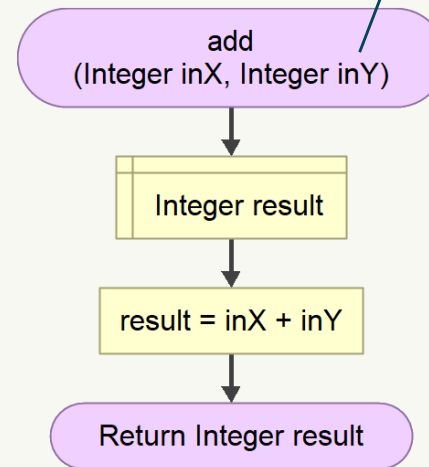 add
(Integer inX, Integer inY)
Integer result
result = inX + inY
Return Integer result